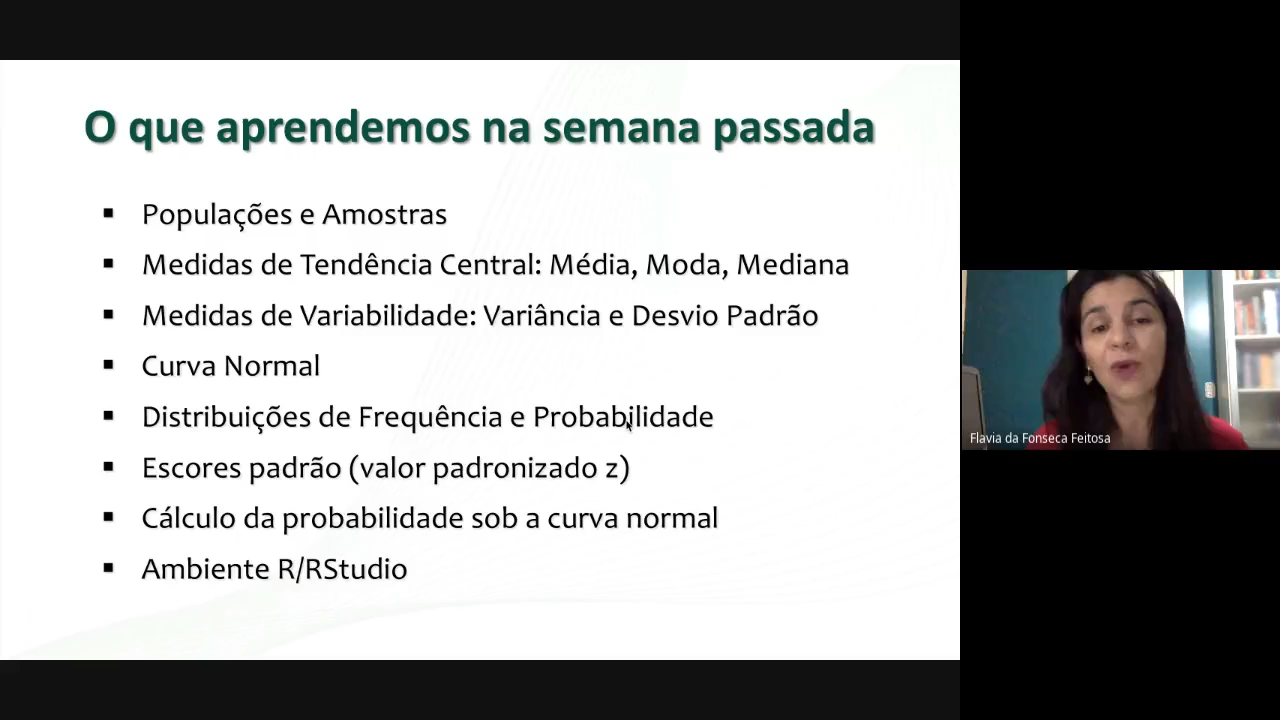 O que aprendemos na semana passada
▪ Populações e Amostras
▪ Medidas de Tendência Central: Média, Moda, Mediana
▪ Medidas de Variabilidade: Variância e Desvio Padrão
▪ Curva Normal
▪ Distribuições de Frequência e Probabilidade
▪ Escores padrão (valor padronizado z)
▪ Cálculo da probabilidade sob a curva normal
▪ Ambiente R/RStudio
Flavia da Fonseca Feitosa